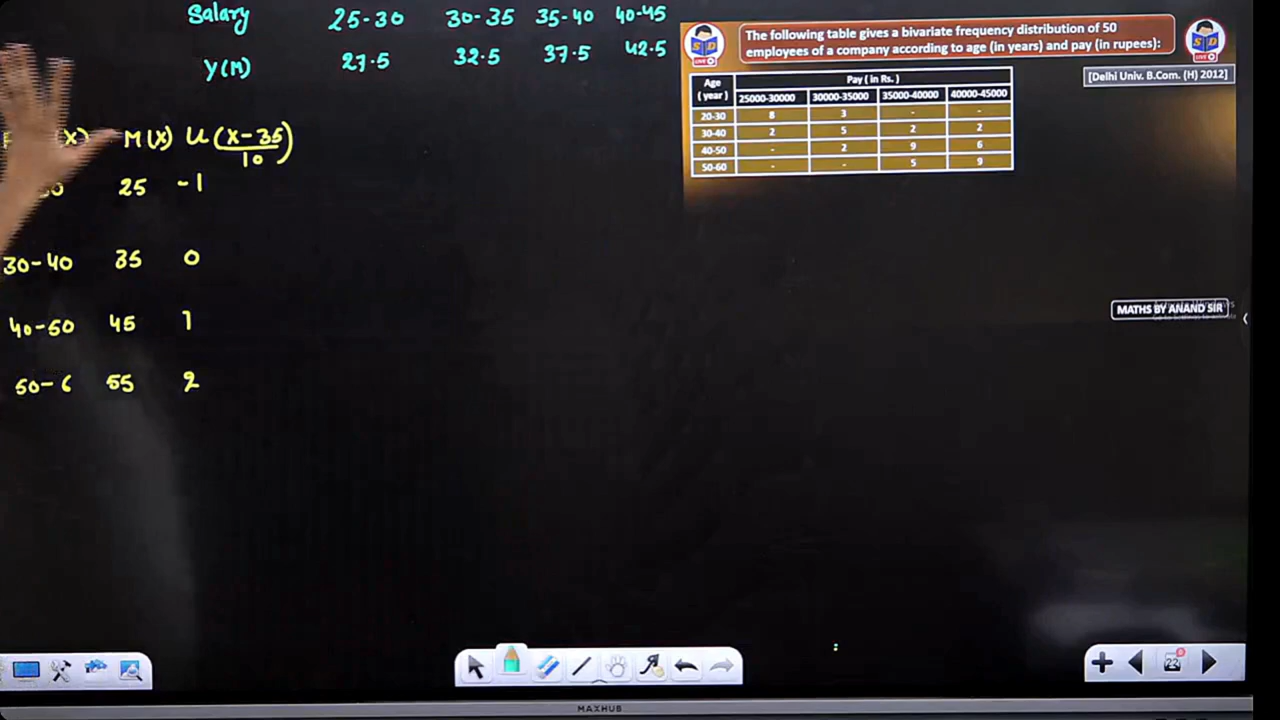 Salary 25-30 30-35 35-40 40-45
Y(M) 27.5 32.5 37.5 42.5
(X) M(X) U(X-35/10)
25 -1
30-40 35 0
40-50 45 1
50-6 55 2
The following table gives a bivariate frequency distribution of 50
employees of a company according to age (in years) and pay (in rupees):
[Delhi Univ. B.Com. (H) 2012]
Age (year) Pay ( in Rs. )
25000-30000 30000-35000 35000-40000 40000-45000
20-30 8 3 - -
30-40 2 5 2 2
40-50 - 2 9 6
50-60 - - 5 9
SD LIVE
SD LIVE
MATHS BY ANAND SIR
22
MAXHUB